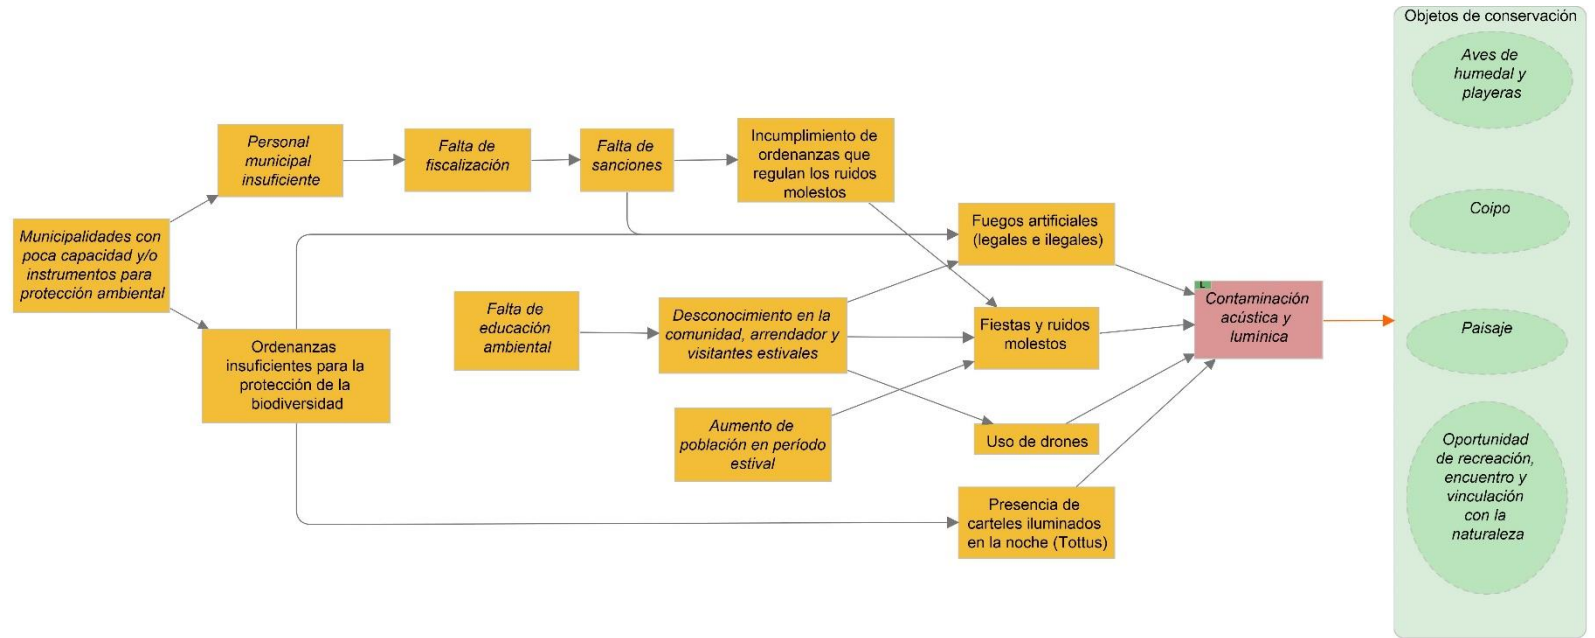 Objetos de conservación
Aves de
humedal y
playeras
Personal
municipal
insuficiente
Falta de
fiscalización
Falta de
sanciones
Incumplimiento de
ordenanzas que
regulan los ruidos
molestos
Coipo
Municipalidades con
poca capacidad y/o
instrumentos para
protección ambiental
Fuegos artificiales
(legales e ilegales)
L
Contaminación
acústica y
lumínica
Falta de
educación
ambiental
Desconocimiento en la
comunidad, arrendador y
visitantes estivales
Fiestas y ruidos
molestos
Paisaje
Ordenanzas
insuficientes para la
protección de la
biodiversidad
Aumento de
población en período
estival
Uso de drones
Oportunidad
de recreación,
encuentro y
vinculación
con la
naturaleza
Presencia de
carteles iluminados
en la noche (Tottus)